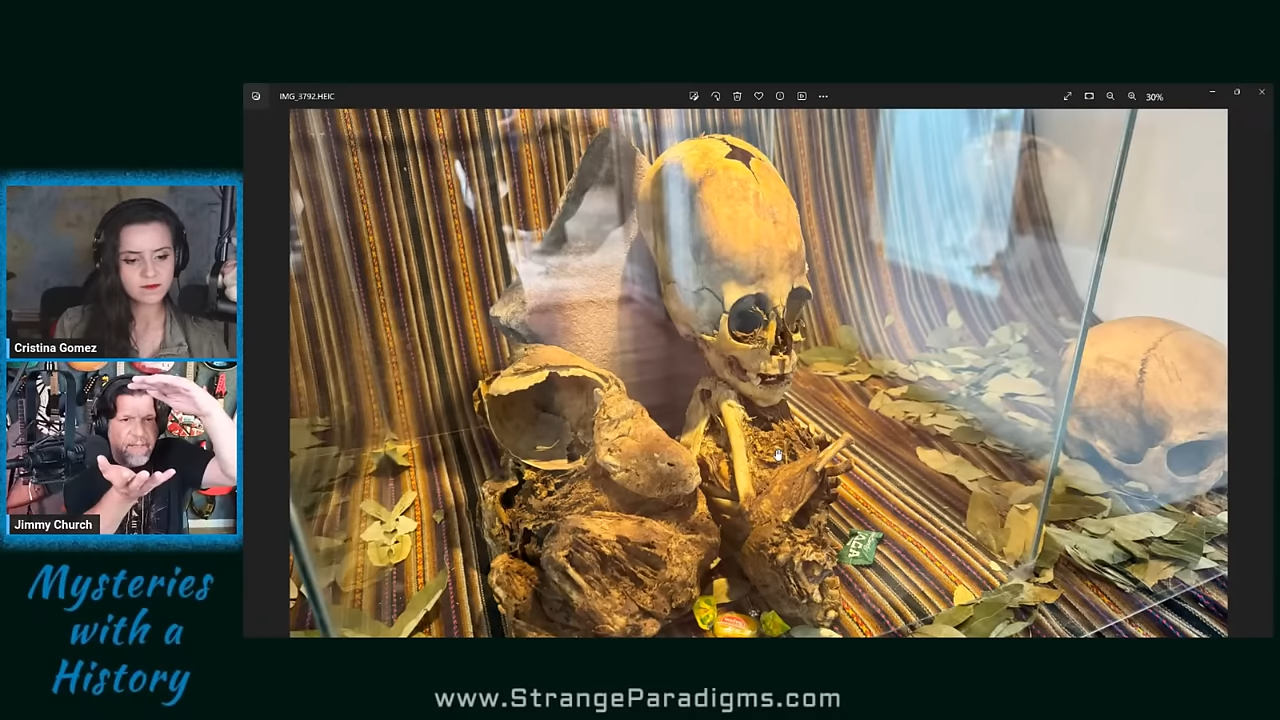 IMG_3792.HEIC
30%
Cristina Gomez
Jimmy Church
Mysteries
with a
History
www.StrangeParadigms.com